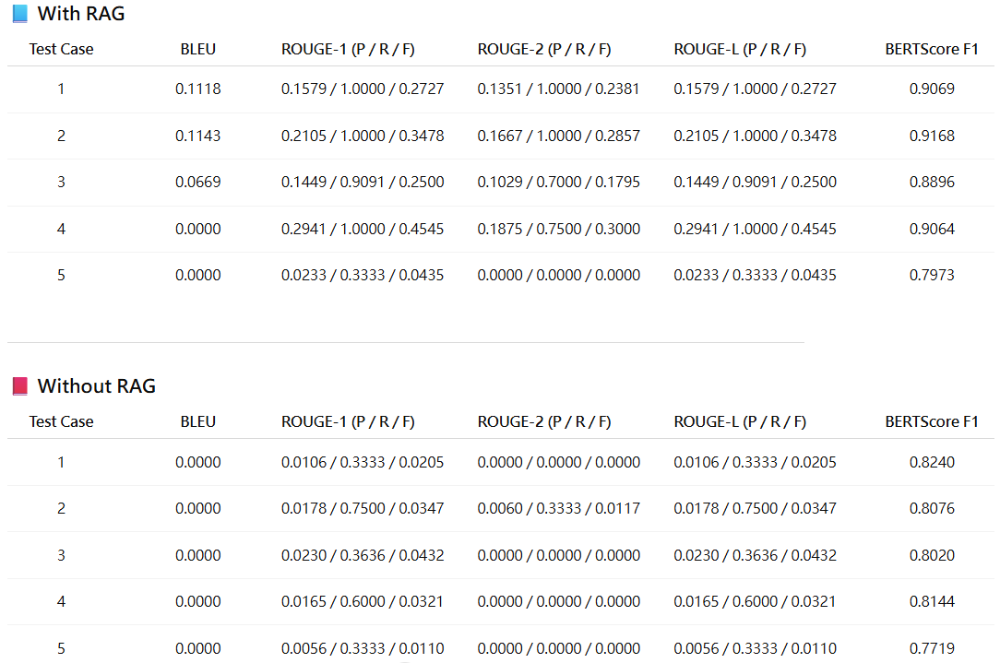 With RAG
Test Case BLEU ROUGE-1 (P / R / F) ROUGE-2 (P / R / F) ROUGE-L (P / R / F) BERTScore F1
1 0.1118 0.1579 / 1.0000 / 0.2727 0.1351 / 1.0000 / 0.2381 0.1579 / 1.0000 / 0.2727 0.9069
2 0.1143 0.2105 / 1.0000 / 0.3478 0.1667 / 1.0000 / 0.2857 0.2105 / 1.0000 / 0.3478 0.9168
3 0.0669 0.1449 / 0.9091 / 0.2500 0.1029 / 0.7000 / 0.1795 0.1449 / 0.9091 / 0.2500 0.8896
4 0.0000 0.2941 / 1.0000 / 0.4545 0.1875 / 0.7500 / 0.3000 0.2941 / 1.0000 / 0.4545 0.9064
5 0.0000 0.0233 / 0.3333 / 0.0435 0.0000 / 0.0000 / 0.0000 0.0233 / 0.3333 / 0.0435 0.7973
Without RAG
Test Case BLEU ROUGE-1 (P / R / F) ROUGE-2 (P / R / F) ROUGE-L (P / R / F) BERTScore F1
1 0.0000 0.0106 / 0.3333 / 0.0205 0.0000 / 0.0000 / 0.0000 0.0106 / 0.3333 / 0.0205 0.8240
2 0.0000 0.0178 / 0.7500 / 0.0347 0.0060 / 0.3333 / 0.0117 0.0178 / 0.7500 / 0.0347 0.8076
3 0.0000 0.0230 / 0.3636 / 0.0432 0.0000 / 0.0000 / 0.0000 0.0230 / 0.3636 / 0.0432 0.8020
4 0.0000 0.0165 / 0.6000 / 0.0321 0.0000 / 0.0000 / 0.0000 0.0165 / 0.6000 / 0.0321 0.8144
5 0.0000 0.0056 / 0.3333 / 0.0110 0.0000 / 0.0000 / 0.0000 0.0056 / 0.3333 / 0.0110 0.7719